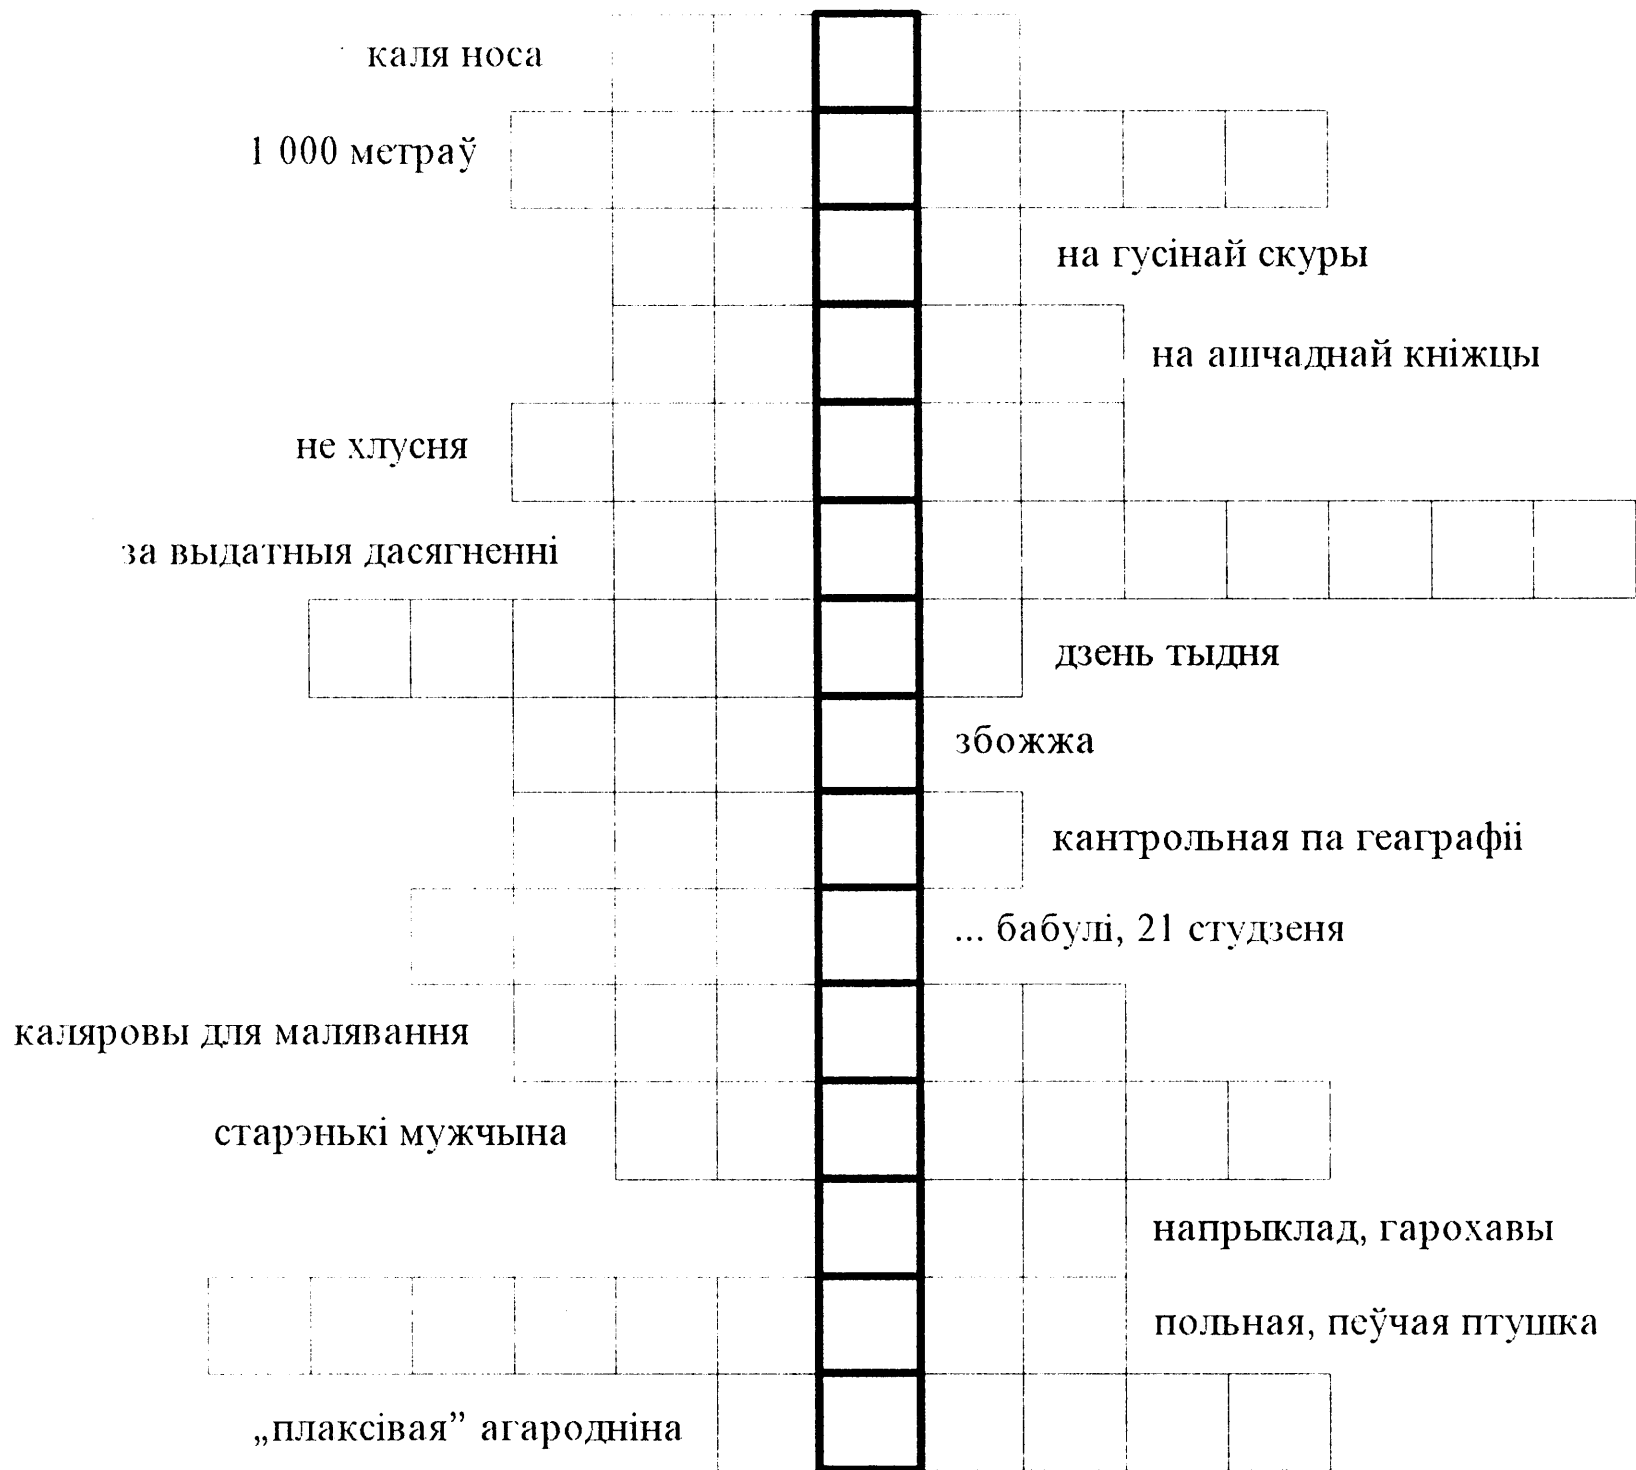 каля носа
1 000 метраў
на гусінай скуры
на ашчаднай кніжцы
не хлусня
за выдатныя дасягненні
дзень тыдня
збожжа
кантрольная па геаграфіі
... бабулі, 21 студзеня
каляровы для малявання
старэнькі мужчына
напрыклад, гарохавы
польная, пеўчая птушка
„плаксівая” агародніна